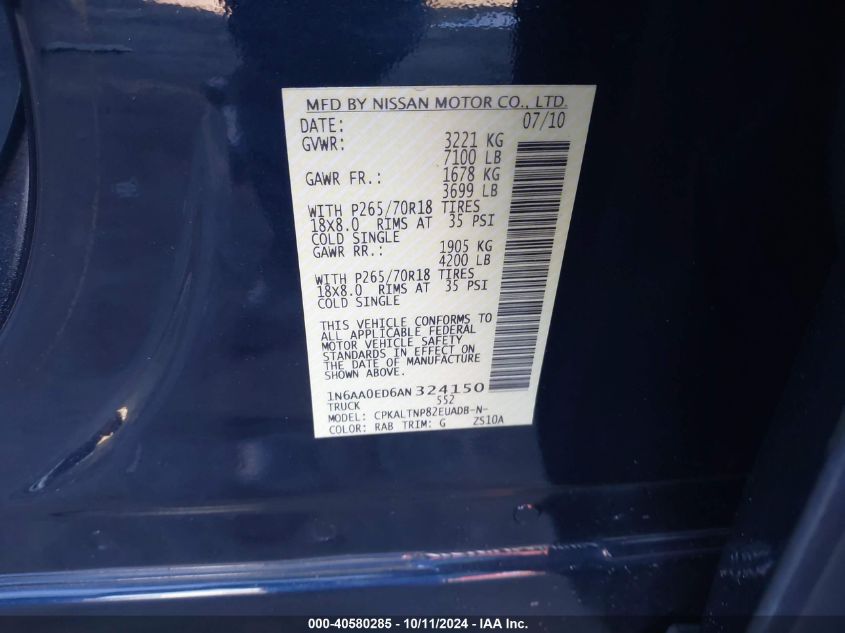 MFD BY NISSAN MOTOR CO., LTD.
DATE: 07/10
GVWR: 3221 KG
7100 LB
GAWR FR.: 1678 KG
3699 LB
WITH P265/70R18 TIRES
18X8.0 RIMS AT 35 PSI
COLD SINGLE
GAWR RR.: 1905 KG
4200 LB
WITH P265/70R18 TIRES
18X8.0 RIMS AT 35 PSI
COLD SINGLE
THIS VEHICLE CONFORMS TO
ALL APPLICABLE FEDERAL
MOTOR VEHICLE SAFETY
STANDARDS IN EFFECT ON
THE DATE OF MANUFACTURE
SHOWN ABOVE.
1N6AA0ED6AN 324150
TRUCK 552
MODEL: CPKALTNP82EUADB-N-
COLOR: RAB TRIM: G ZS10A
000-40580285 - 10/11/2024 - IAA Inc.